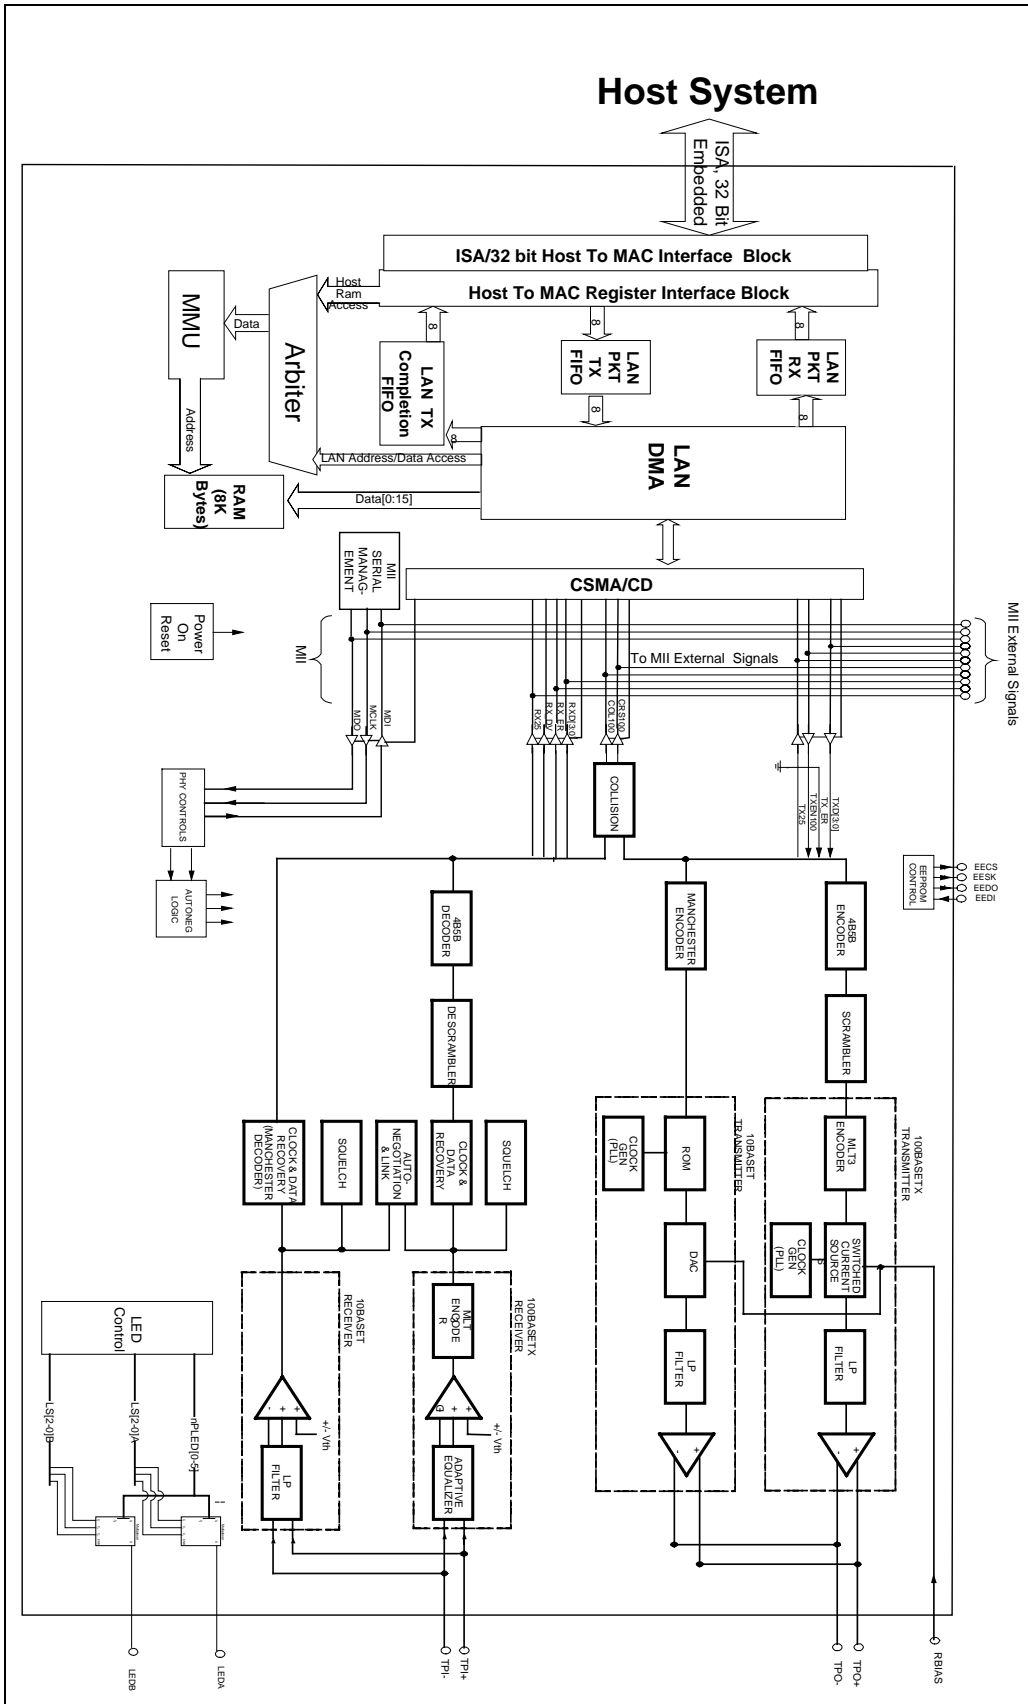 Host System
ISA, 32 Bit
Embedded
ISA/32 bit Host To MAC Interface Block
Host To MAC Register Interface Block
Host
Ram
Access
MMU
Data
Arbiter
Address
RAM
(8K
Bytes)
8
LAN TX
Completion
FIFO
8
8
LAN
PKT
TX
FIFO
8
8
LAN
PKT
RX
FIFO
8
LAN
DMA
LAN Address/Data Access
Data[0:15]
CSMA/CD
MII
SERIAL
MANAG-
EMENT
Power
On
Reset
MII
MII External Signals
To MII External Signals
MDO
MCLK
MDI
RX25
RX_DV
RX_ER
RXD[3:0]
COL100
CRS100
TX25
TXEN100
TX_ER
TXD[3:0]
COLLISION
PHY CONTROLS
AUTONEG
LOGIC
EEPROM
CONTROL
EECS
EESK
EEDO
EEDI
4B5B
DECODER
DESCRAMBLER
MANCHESTER
ENCODER
4B5B
ENCODER
SCRAMBLER
CLOCK & DATA
RECOVERY
(MANCHESTER
DECODER)
SQUELCH
AUTO-
NEGOTIATION
& LINK
CLOCK &
DATA
RECOVERY
SQUELCH
10BASET
TRANSMITTER
CLOCK
GEN
(PLL)
ROM
DAC
LP
FILTER
- +
100BASETX
TRANSMITTER
MLT3
ENCODER
CLOCK
GEN
(PLL)
SWITCHED
CURRENT
SOURCE
LP
FILTER
- +
10BASET
RECEIVER
- + +
+/- Vth
LP
FILTER
100BASETX
RECEIVER
MLT
ENCODE
R
+ +
+/- Vth
ADAPTIVE
EQUALIZER
LED
Control
LS[2-0]B
LS[2-0]A
nPLED[0-5]
LEDB
LEDA
TPI-
TPI+
TPO-
TPO+
RBIAS